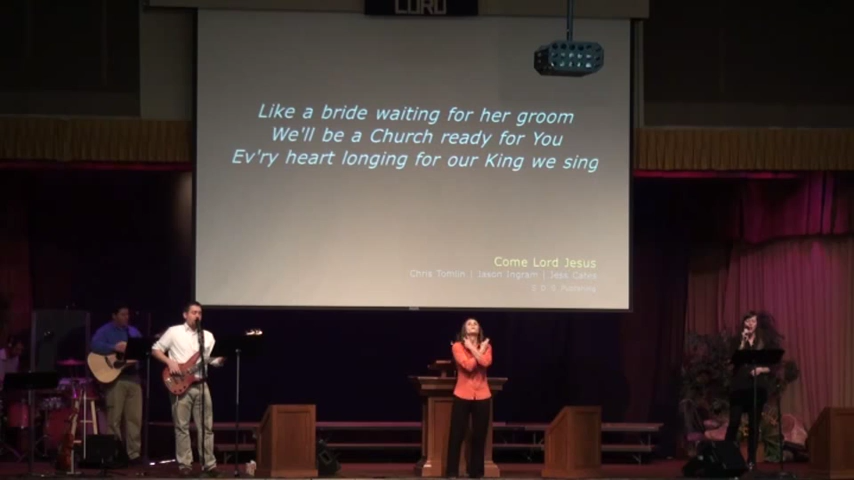 LORD
Like a bride waiting for her groom
We'll be a Church ready for You
Ev'ry heart longing for our King we sing
Come Lord Jesus
Chris Tomlin | Jason Ingram | Jess Cates